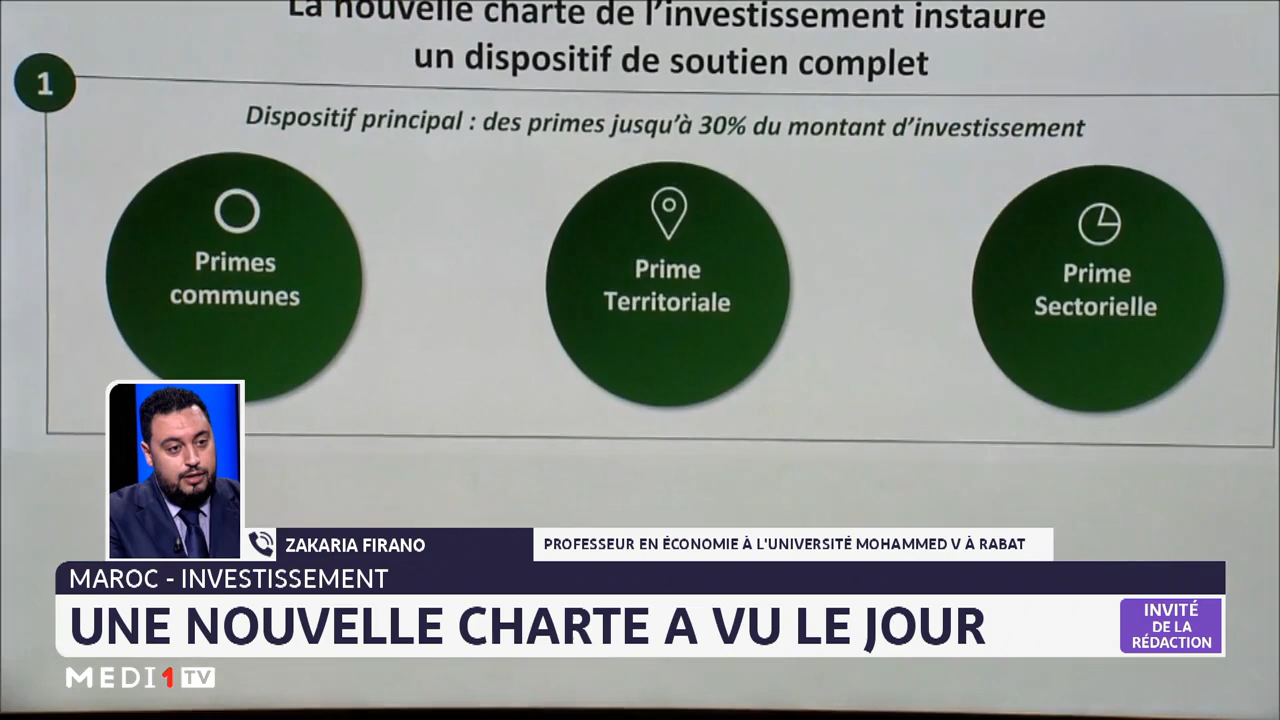 La nouvelle charte de l'investissement instaure
un dispositif de soutien complet
1
Dispositif principal : des primes jusqu'à 30% du montant d'investissement
Primes
communes
Prime
Territoriale
Prime
Sectorielle
ZAKARIA FIRANO
PROFESSEUR EN ÉCONOMIE À L'UNIVERSITÉ MOHAMMED V À RABAT
MAROC - INVESTISSEMENT
UNE NOUVELLE CHARTE A VU LE JOUR
INVITÉ
DE LA
RÉDACTION
MEDI1 TV